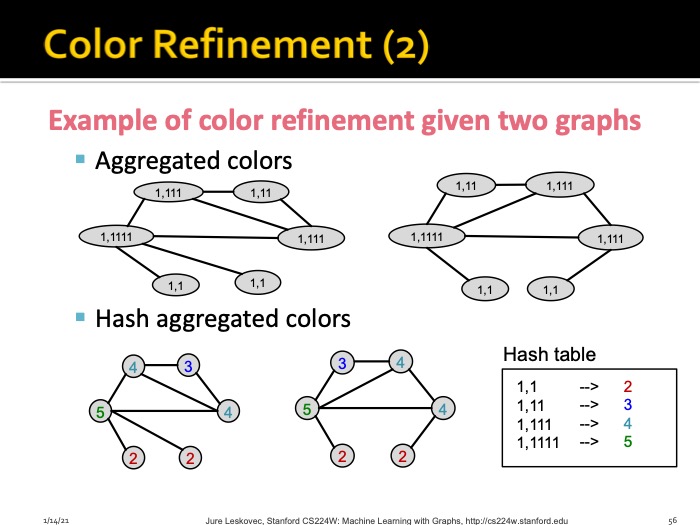 Color Refinement (2)
Example of color refinement given two graphs
Aggregated colors
1,111 1,11
1,1111 1,111
1,1 1,1
1,11 1,111
1,1111 1,111
1,1 1,1
Hash aggregated colors
4 3
5 4
2 2
3 4
5 4
2 2
Hash table
1,1 --> 2
1,11 --> 3
1,111 --> 4
1,1111 --> 5
1/14/21 Jure Leskovec, Stanford CS224W: Machine Learning with Graphs, http://cs224w.stanford.edu 56